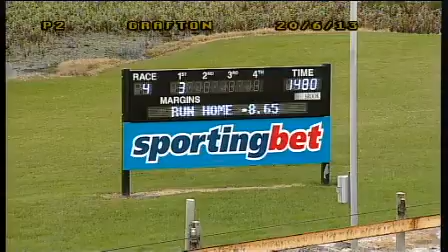 P2 GRAFTON 20/6/13
RACE 1ST 2ND 3RD 4TH TIME
4 3 1480
MARGINS
RUN HOME -8.65
sportingbet